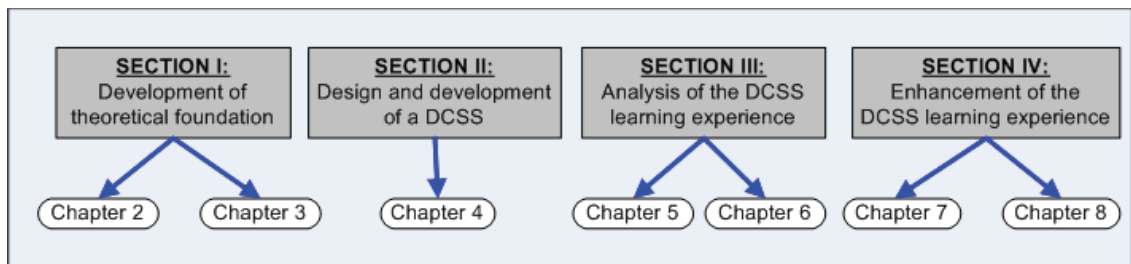 SECTION I:
Development of
theoretical foundation
SECTION II:
Design and development
of a DCSS
SECTION III:
Analysis of the DCSS
learning experience
SECTION IV:
Enhancement of the
DCSS learning experience
Chapter 2
Chapter 3
Chapter 4
Chapter 5
Chapter 6
Chapter 7
Chapter 8